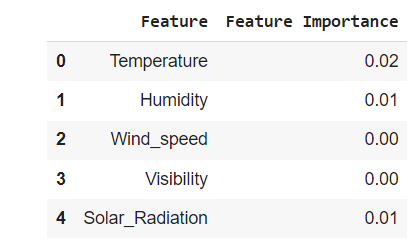 Feature Feature Importance
0 Temperature 0.02
1 Humidity 0.01
2 Wind_speed 0.00
3 Visibility 0.00
4 Solar_Radiation 0.01